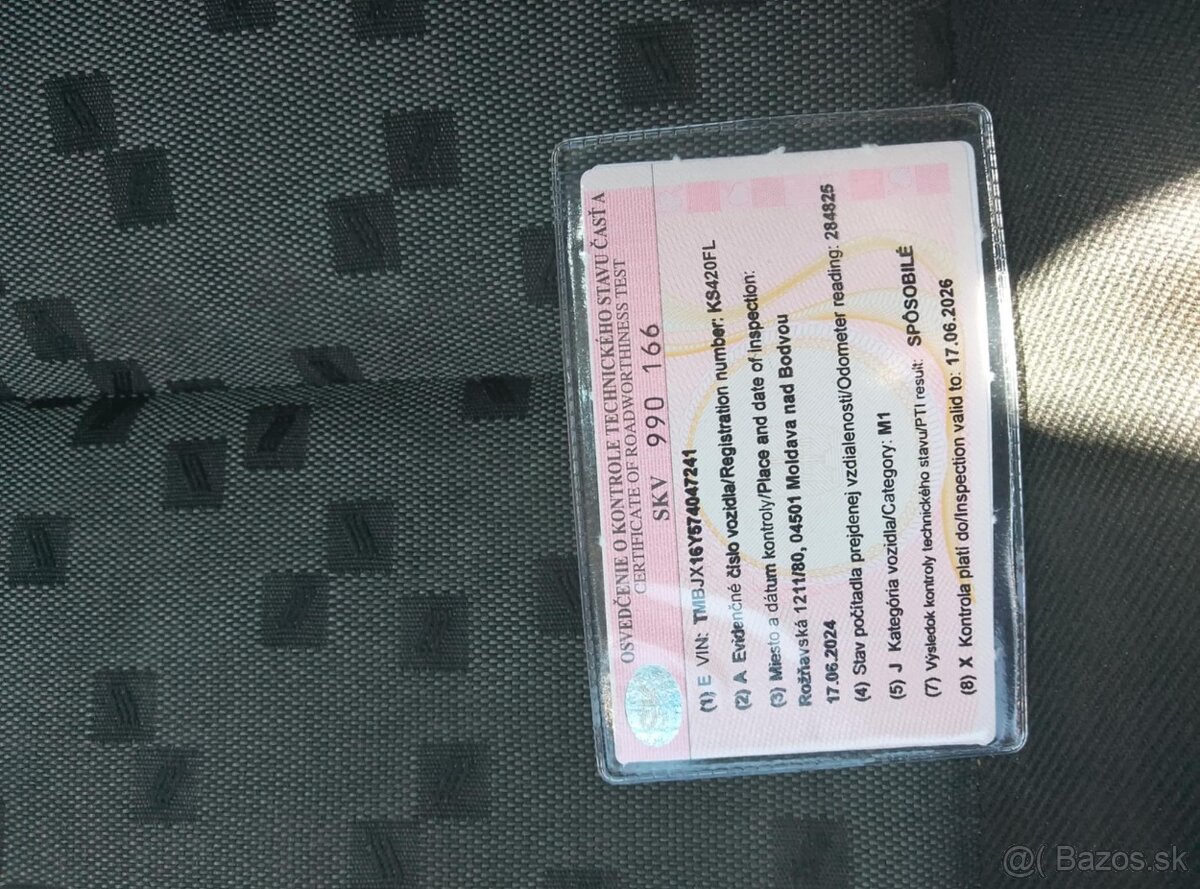 OSVEDČENIE O KONTROLE TECHNICKÉHO STAVU ČASŤ A
CERTIFICATE OF ROADWORTHINESS TEST
SKV 990 166
(1) E VIN: TMBJX16Y574047241
(2) A Evidenčné číslo vozidla/Registration number: KS420FL
(3) Miesto a dátum kontroly/Place and date of inspection:
Rožňavská 1211/80, 04501 Moldava nad Bodvou
17.06.2024
(4) Stav počítadla prejdenej vzdialenosti/Odometer reading: 284825
(5) J Kategória vozidla/Category: M1
(7) Výsledok kontroly technického stavu/PTI result: SPÔSOBILÉ
(8) X Kontrola platí do/Inspection valid to: 17.06.2026
@( Bazos.sk